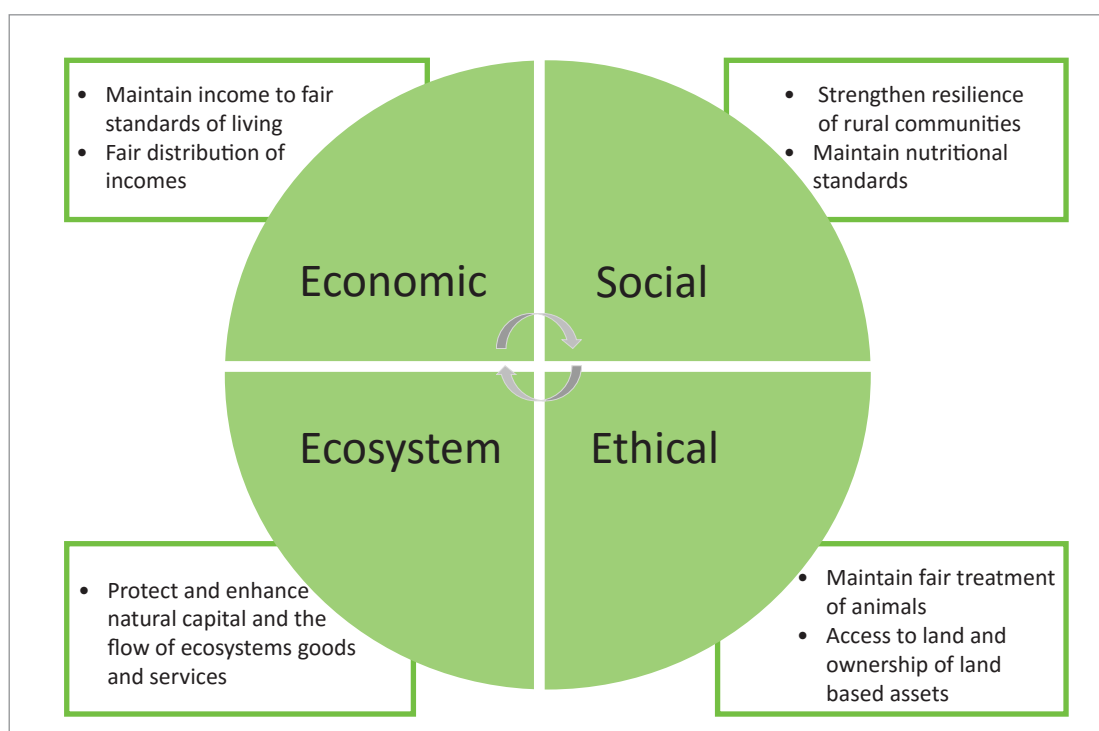 • Maintain income to fair
standards of living
• Fair distribution of
incomes
• Strengthen resilience
of rural communities
• Maintain nutritional
standards
Economic
Social
Ecosystem
Ethical
• Protect and enhance
natural capital and the
flow of ecosystems goods
and services
• Maintain fair treatment
of animals
• Access to land and
ownership of land
based assets